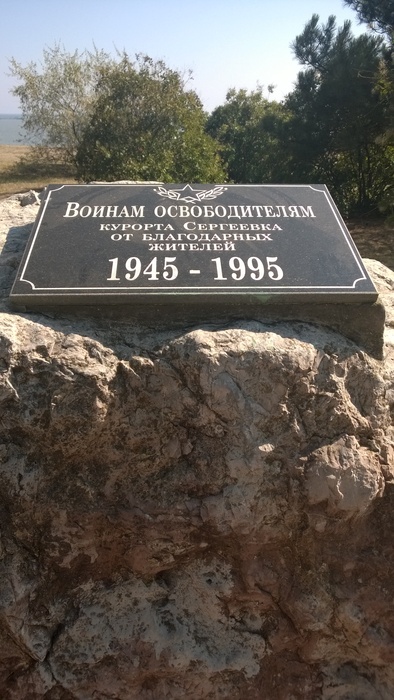 Воинам освободителям
курорта Сергеевка
от благодарных
жителей
1945 - 1995